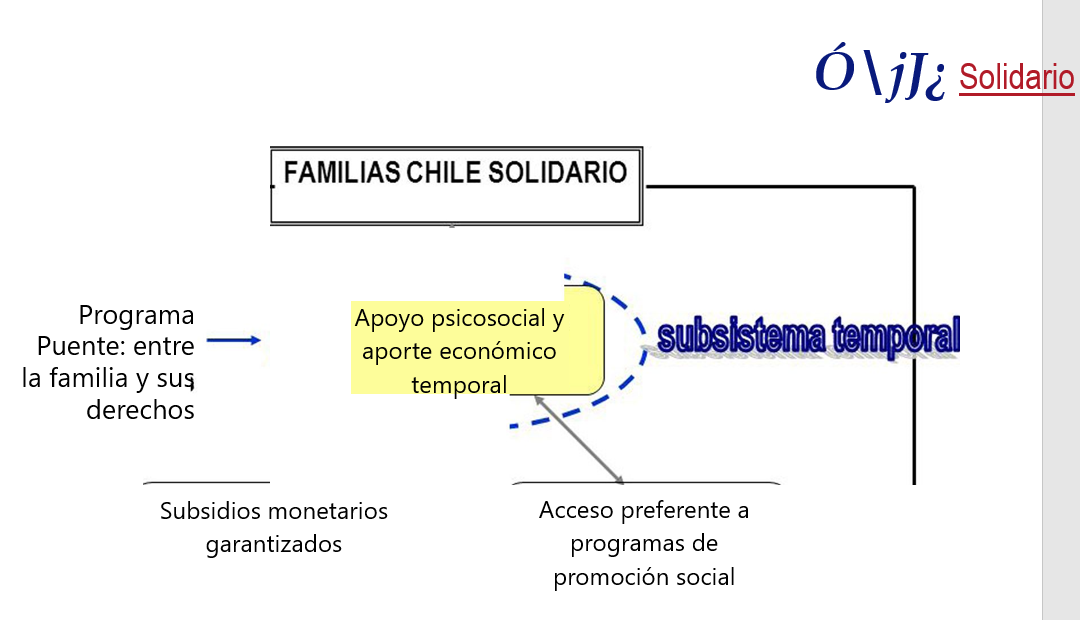 Ó\jJ¿ Solidario
FAMILIAS CHILE SOLIDARIO
Programa
Puente: entre
la familia y sus
derechos
Apoyo psicosocial y
aporte económico
temporal
subsistema temporal
Subsidios monetarios
garantizados
Acceso preferente a
programas de
promoción social